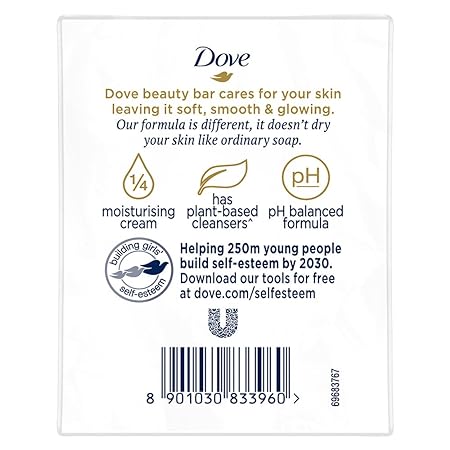 Dove
Dove beauty bar cares for your skin
leaving it soft, smooth & glowing.
Our formula is different, it doesn't dry
your skin like ordinary soap.
1/4
moisturising
cream
has
plant-based
cleansers^
pH
pH balanced
formula
building girls'
self-esteem
Helping 250m young people
build self-esteem by 2030.
Download our tools for free
at dove.com/selfesteem
8 901030 833960 >
69683767